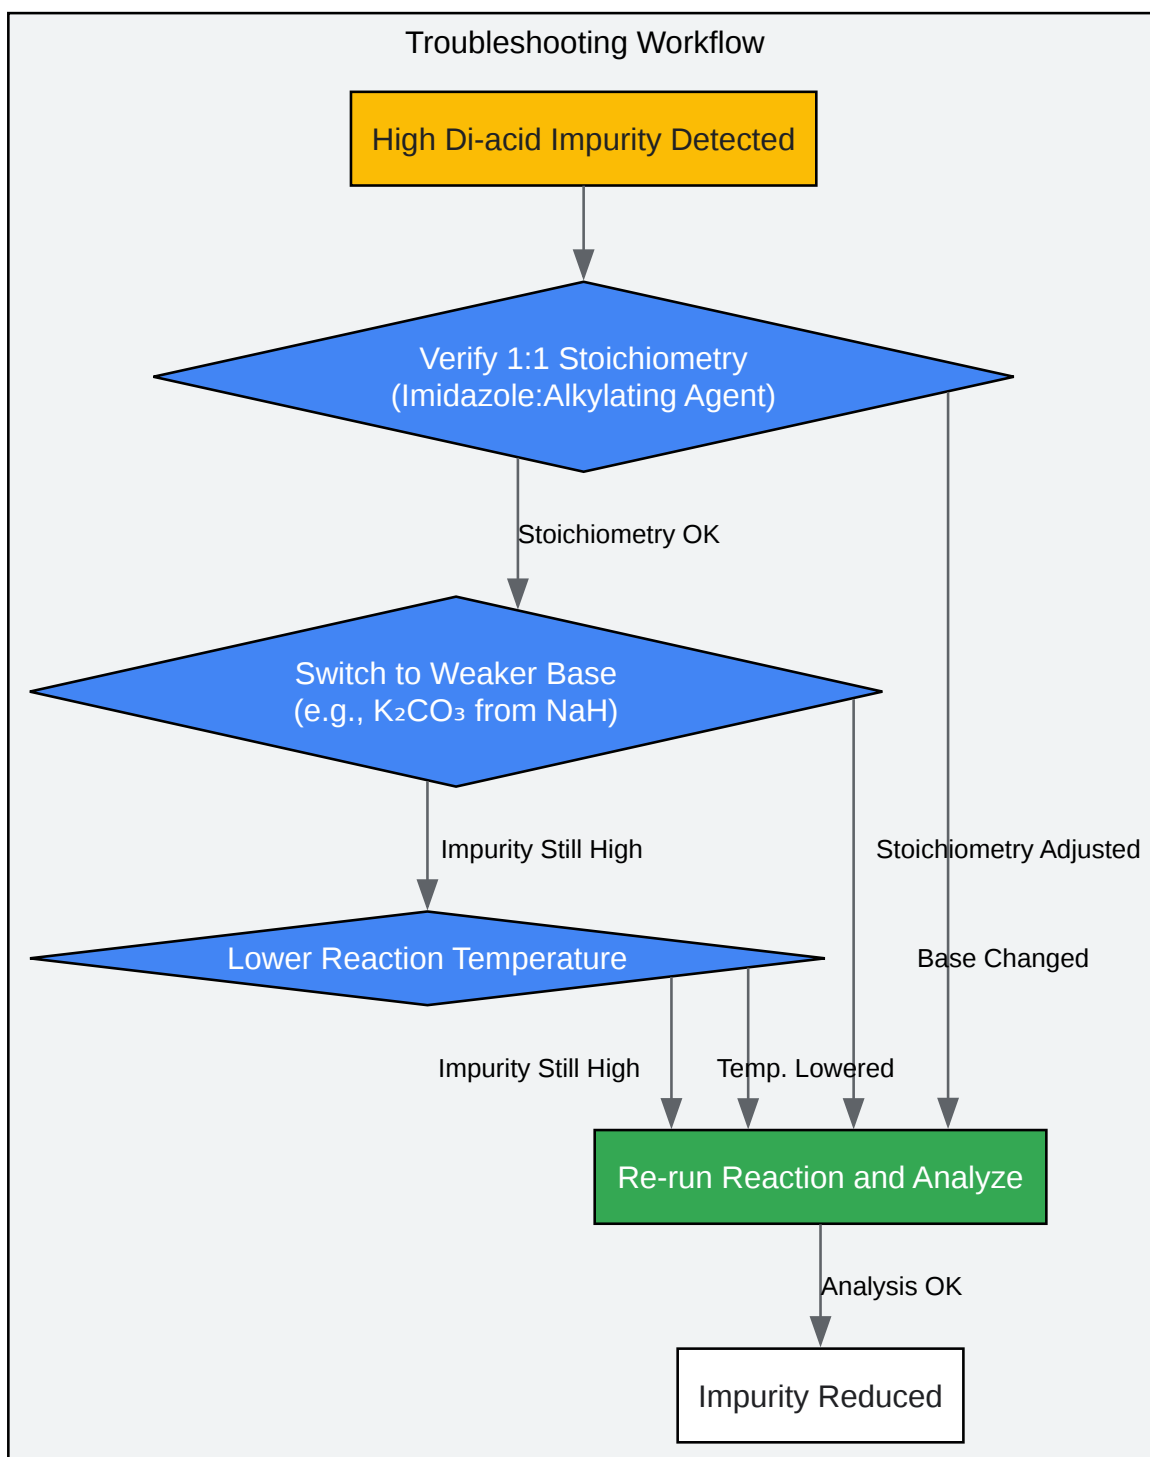 Troubleshooting Workflow
High Di-acid Impurity Detected
Verify 1:1 Stoichiometry
(Imidazole:Alkylating Agent)
Stoichiometry OK
Switch to Weaker Base
(e.g., K₂CO₃ from NaH)
Impurity Still High
Stoichiometry Adjusted
Lower Reaction Temperature
Base Changed
Impurity Still High
Temp. Lowered
Re-run Reaction and Analyze
Analysis OK
Impurity Reduced